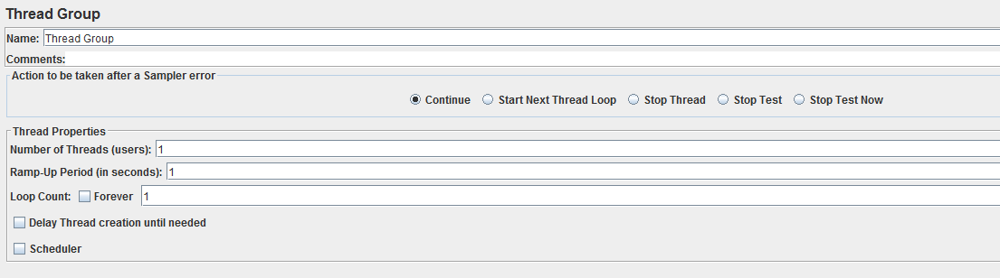 Thread Group
Name: Thread Group
Comments:
Action to be taken after a Sampler error
Continue Start Next Thread Loop Stop Thread Stop Test Stop Test Now
Thread Properties
Number of Threads (users): 1
Ramp-Up Period (in seconds): 1
Loop Count: Forever 1
Delay Thread creation until needed
Scheduler